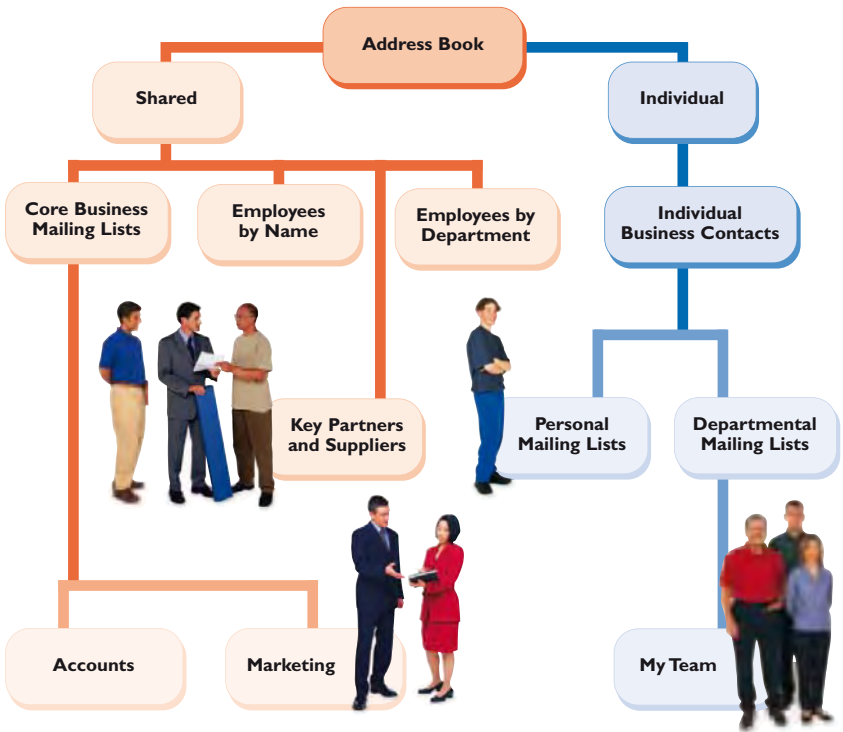 Address Book
Shared
Individual
Core Business
Mailing Lists
Employees
by Name
Employees by
Department
Individual
Business Contacts
Key Partners
and Suppliers
Personal
Mailing Lists
Departmental
Mailing Lists
Accounts
Marketing
My Team